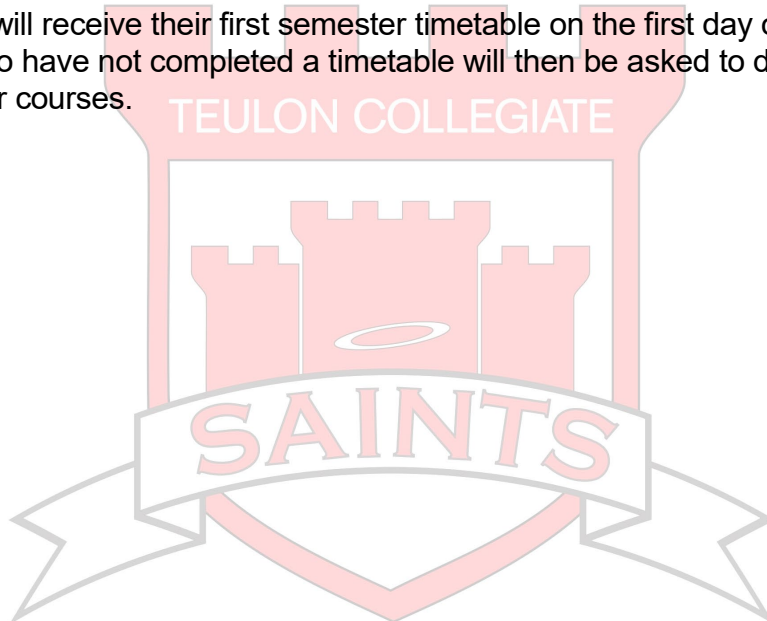 will receive their first semester timetable on the first day
o have not completed a timetable will then be asked to
r courses.
TEULON COLLEGIATE
SAINTS